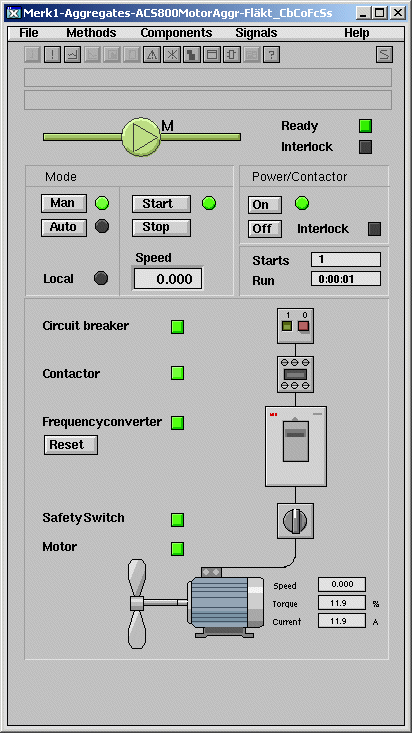 Merk1-Aggregates-ACS800MotorAggr-Fläkt_CbCoFcSs
File Methods Components Signals Help
M
Ready
Interlock
Mode
Man
Auto
Local
Start
Stop
Speed
0.000
Power/Contactor
On
Off Interlock
Starts 1
Run 0:00:01
Circuit breaker
1 0
Contactor
Frequencyconverter
Reset
SafetySwitch
Motor
Speed 0.000
Torque 11.9 %
Current 11.9 A